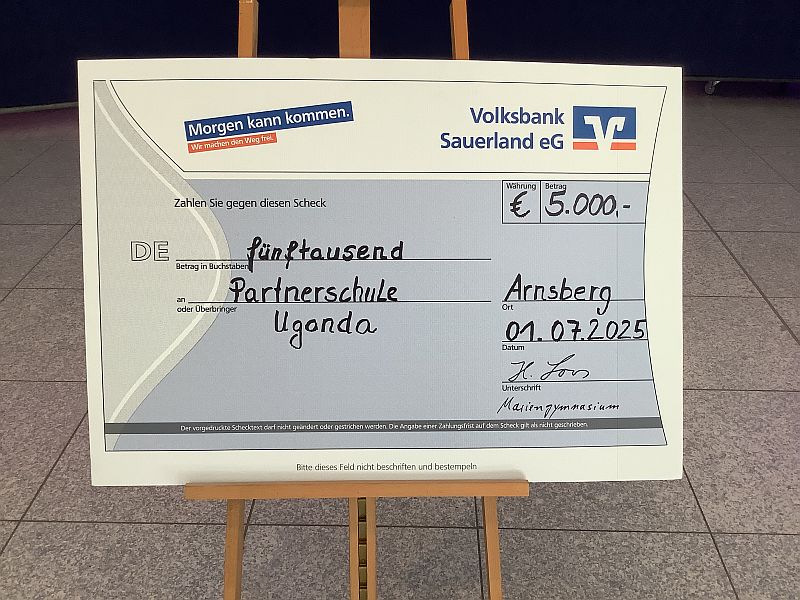 Morgen kann kommen.
Wir machen den Weg frei.
Volksbank
Sauerland eG
Zahlen Sie gegen diesen Scheck
Währung Betrag
€ 5.000,-
DE fünftausend
Betrag in Buchstaben
an Partnerschule
oder Überbringer
Uganda
Arnsberg
Ort
01.07.2025
Datum
Unterschrift
Mariengymnasium
Der vorgedruckte Schecktext darf nicht geändert oder gestrichen werden. Die Angabe einer Zahlungsfrist auf dem Scheck gilt als nicht geschrieben.
Bitte dieses Feld nicht beschriften und bestempeln